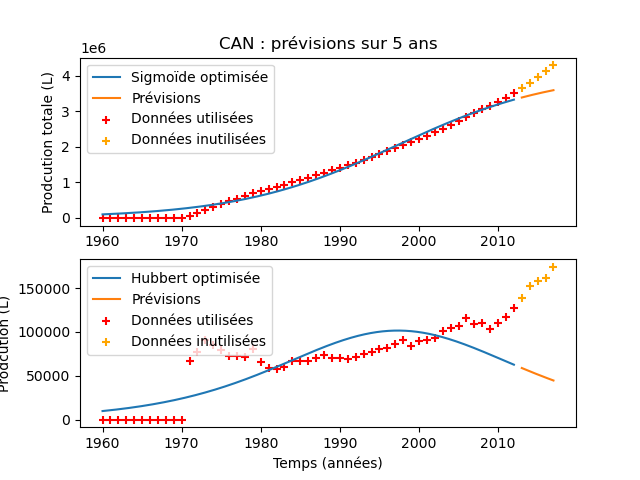 CAN : prévisions sur 5 ans
1e6
Prodcution totale (L)
4
3
2
1
0
Sigmoïde optimisée
Prévisions
Données utilisées
Données inutilisées
1960 1970 1980 1990 2000 2010
Prodcution (L)
150000
100000
50000
0
Hubbert optimisée
Prévisions
Données utilisées
Données inutilisées
1960 1970 1980 1990 2000 2010
Temps (années)